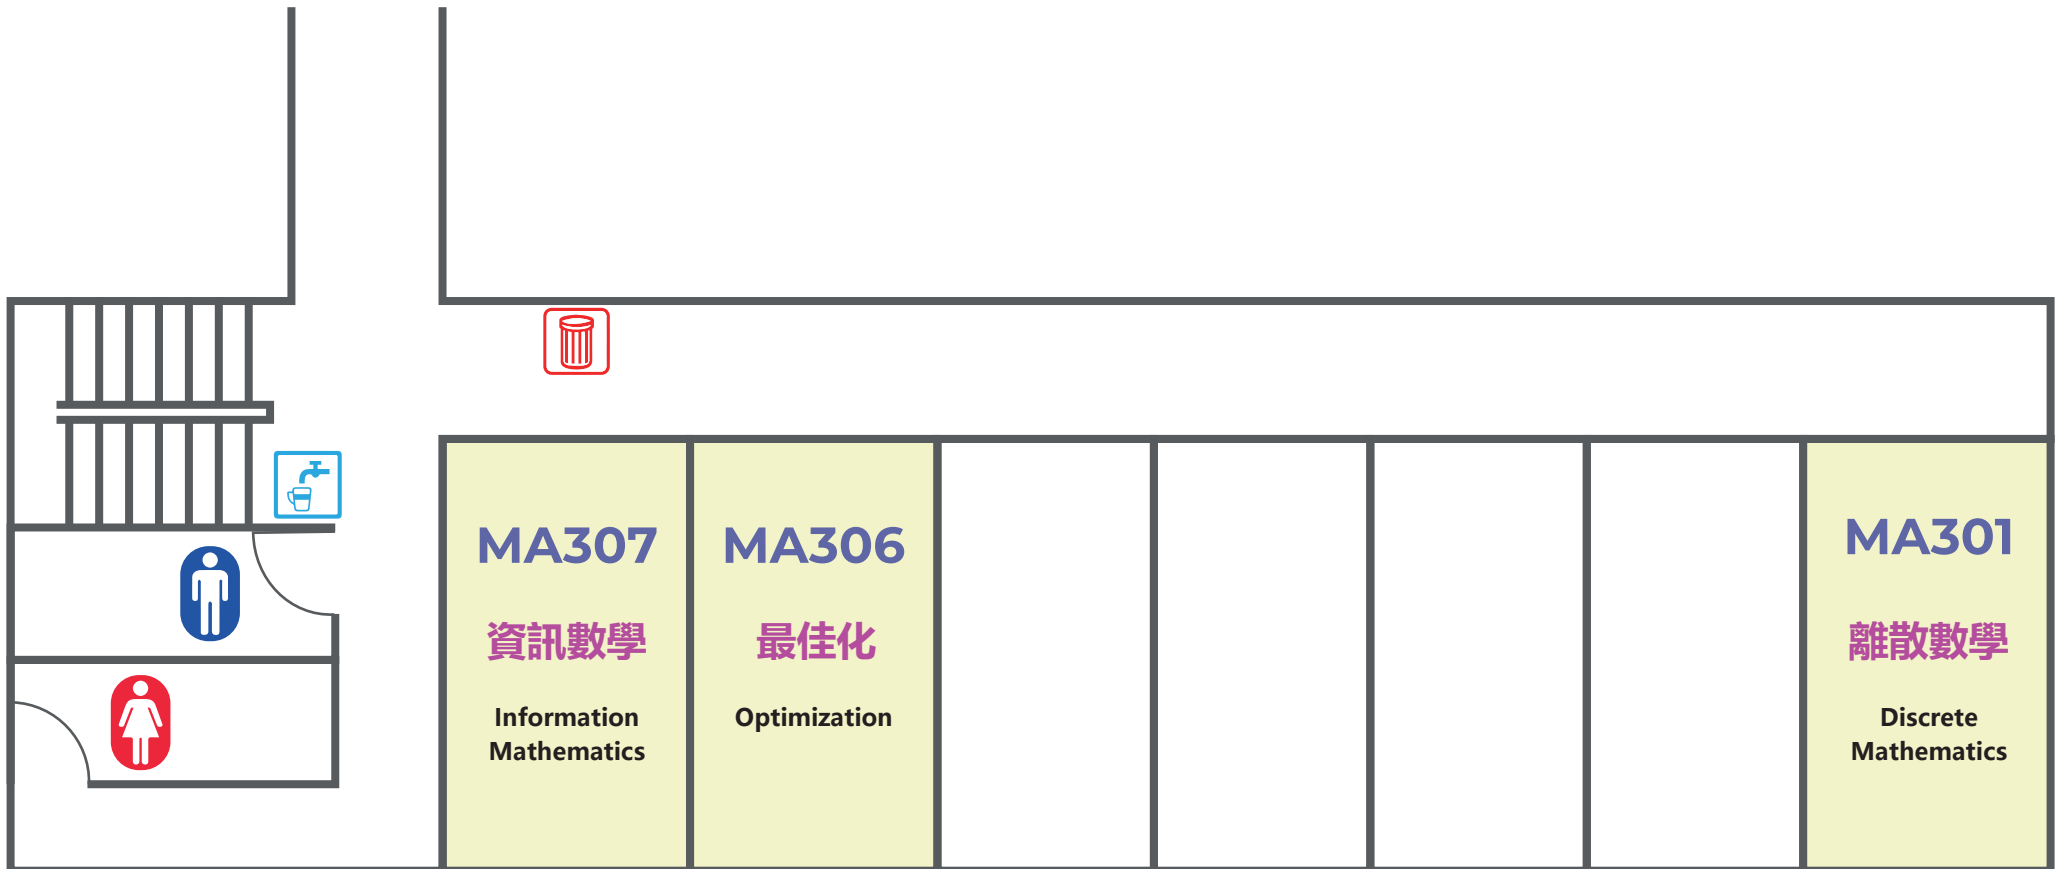 MA307
資訊數學
Information
Mathematics
MA306
最佳化
Optimization
MA301
離散數學
Discrete
Mathematics